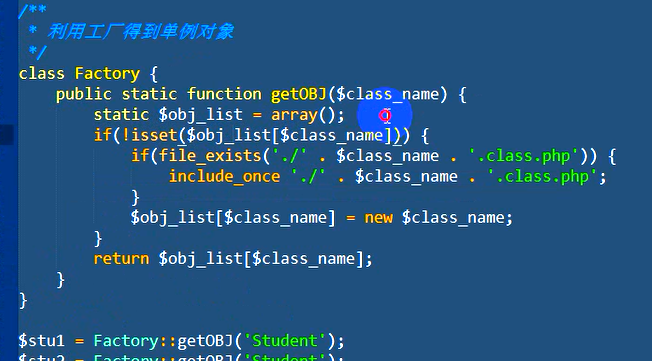 /**
 * 利用工厂得到单例对象
 */
class Factory {
    public static function getOBJ($class_name) {
        static $obj_list = array();
        if(!isset($obj_list[$class_name])) {
            if(file_exists('./' . $class_name . '.class.php')) {
                include_once './' . $class_name . '.class.php';
            }
            $obj_list[$class_name] = new $class_name;
        }
        return $obj_list[$class_name];
    }
}
$stu1 = Factory::getOBJ('Student');
$stu2 = Factory::getOBJ('Student');